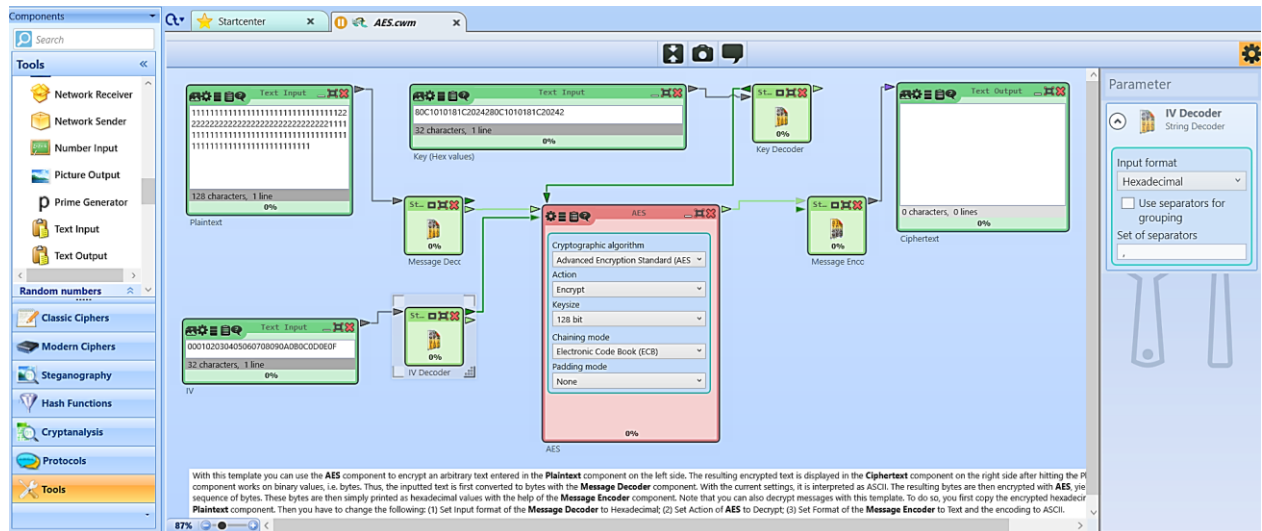 Components
Startcenter
AES.cwm
Search
Tools
Network Receiver
Network Sender
Number Input
Picture Output
Prime Generator
Text Input
Text Output
Random numbers
Classic Ciphers
Modern Ciphers
Steganography
Hash Functions
Cryptanalysis
Protocols
Tools
Text Input
128 characters, 1 line
0%
Plaintext
Text Input
80C1010181C2024280C1010181C20242
32 characters, 1 line
0%
Key (Hex values)
St...
0%
Key Decoder
Text Output
0 characters, 0 lines
0%
Ciphertext
St...
0%
Message Decc
AES
Cryptographic algorithm
Advanced Encryption Standard (AES
Action
Encrypt
Keysize
128 bit
Chaining mode
Electronic Code Book (ECB)
Padding mode
None
0%
AES
St...
0%
Message Encc
Text Input
000102030405060708090A0B0C0D0E0F
32 characters, 1 line
0%
IV
St...
0%
IV Decoder
With this template you can use the AES component to encrypt an arbitrary text entered in the Plaintext component on the left side. The resulting encrypted text is displayed in the Ciphertext component on the right side after hitting the Pl
component works on binary values, i.e. bytes. Thus, the inputted text is first converted to bytes with the Message Decoder component. With the current settings, it is interpreted as ASCII. The resulting bytes are then encrypted with AES, yie
sequence of bytes. These bytes are then simply printed as hexadecimal values with the help of the Message Encoder component. Note that you can also decrypt messages with this template. To do so, you first copy the encrypted hexadecir
Plaintext component. Then you have to change the following: (1) Set Input format of the Message Decoder to Hexadecimal; (2) Set Action of AES to Decrypt; (3) Set Format of the Message Encoder to Text and the encoding to ASCII.
87%
Parameter
IV Decoder
String Decoder
Input format
Hexadecimal
Use separators for
grouping
Set of separators
,